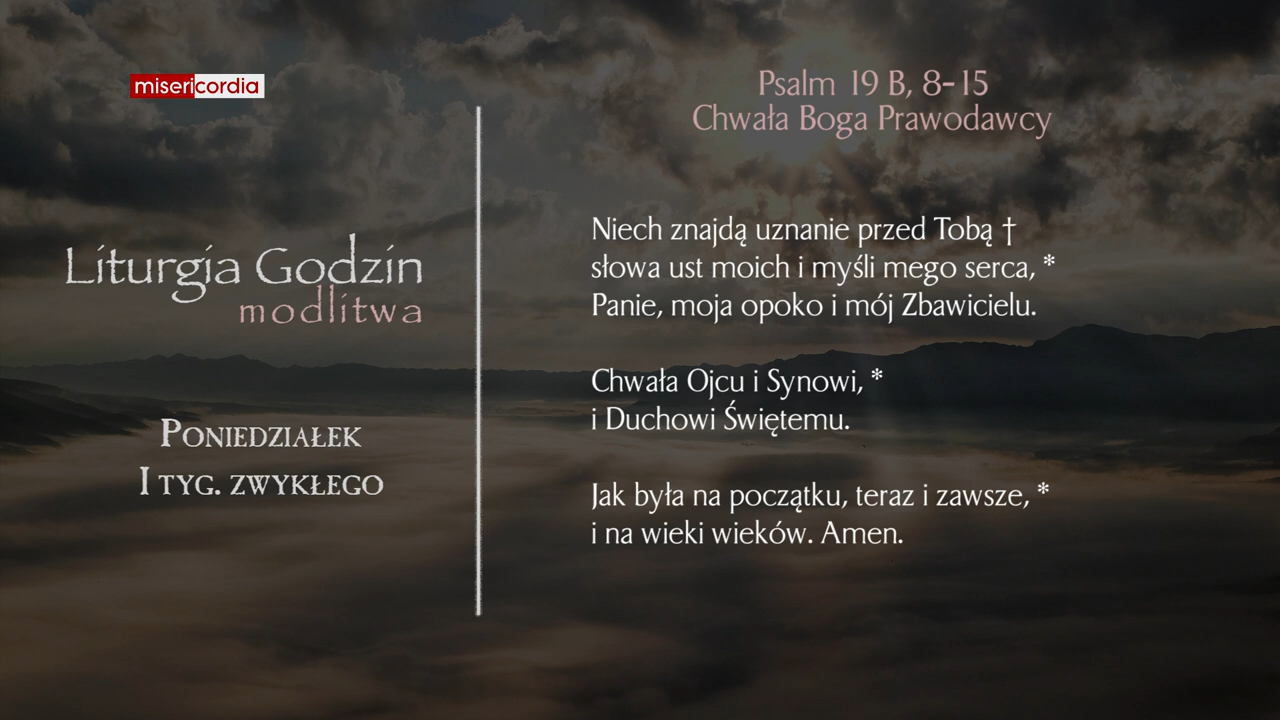 misericordia
Liturgia Godzin
modlitwa
Poniedziałek
I tyg. zwykłego
Psalm 19 B, 8-15
Chwała Boga Prawodawcy
Niech znajdą uznanie przed Tobą †
słowa ust moich i myśli mego serca, *
Panie, moja opoko i mój Zbawicielu.
Chwała Ojcu i Synowi, *
i Duchowi Świętemu.
Jak była na początku, teraz i zawsze, *
i na wieki wieków. Amen.